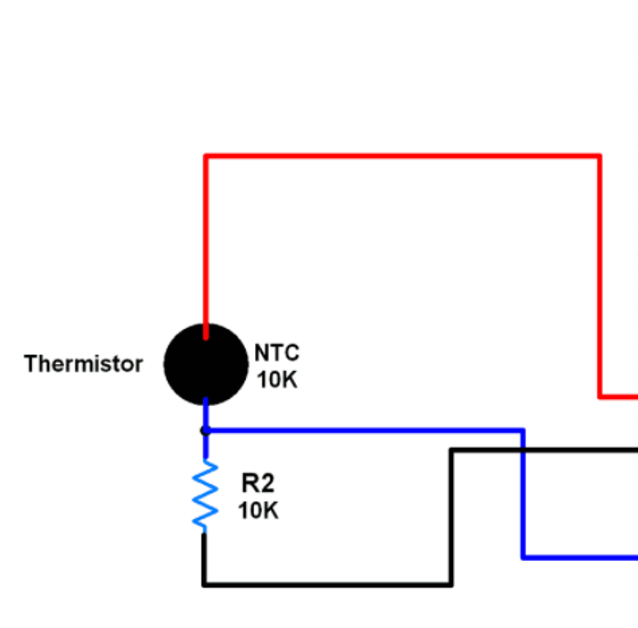 Thermistor
NTC
10K
R2
10K